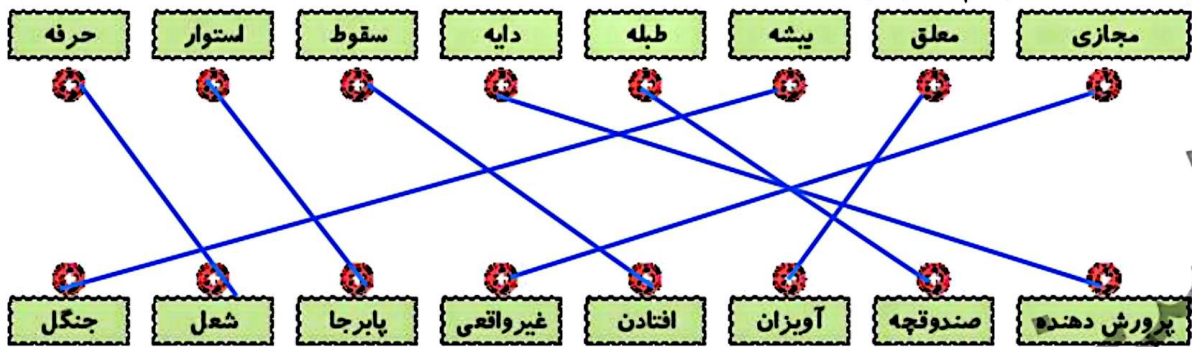 مجازی معلق بیشه طبله دایه سقوط استوار حرفه
پرورش دهنده صندوقچه آویزان افتادن غیرواقعی پابرجا شغل جنگل